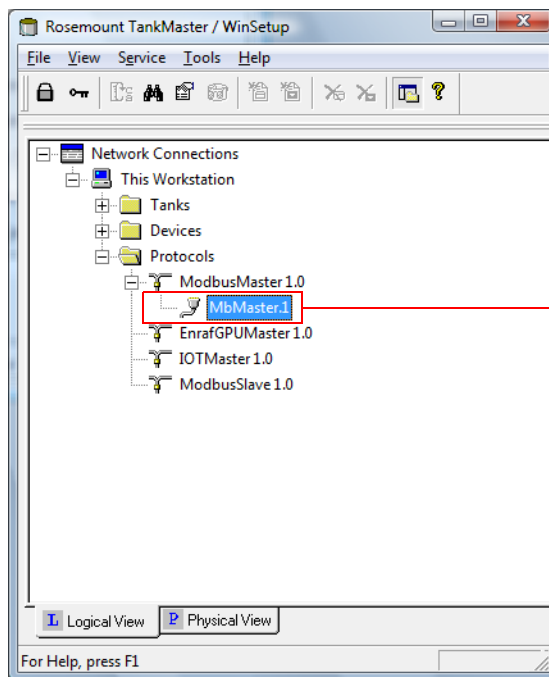 Rosemount TankMaster / WinSetup
File View Service Tools Help
Network Connections
This Workstation
Tanks
Devices
Protocols
ModbusMaster 1.0
MbMaster.1
EnrafGPUMaster 1.0
IOTMaster 1.0
ModbusSlave 1.0
L Logical View P Physical View
For Help, press F1